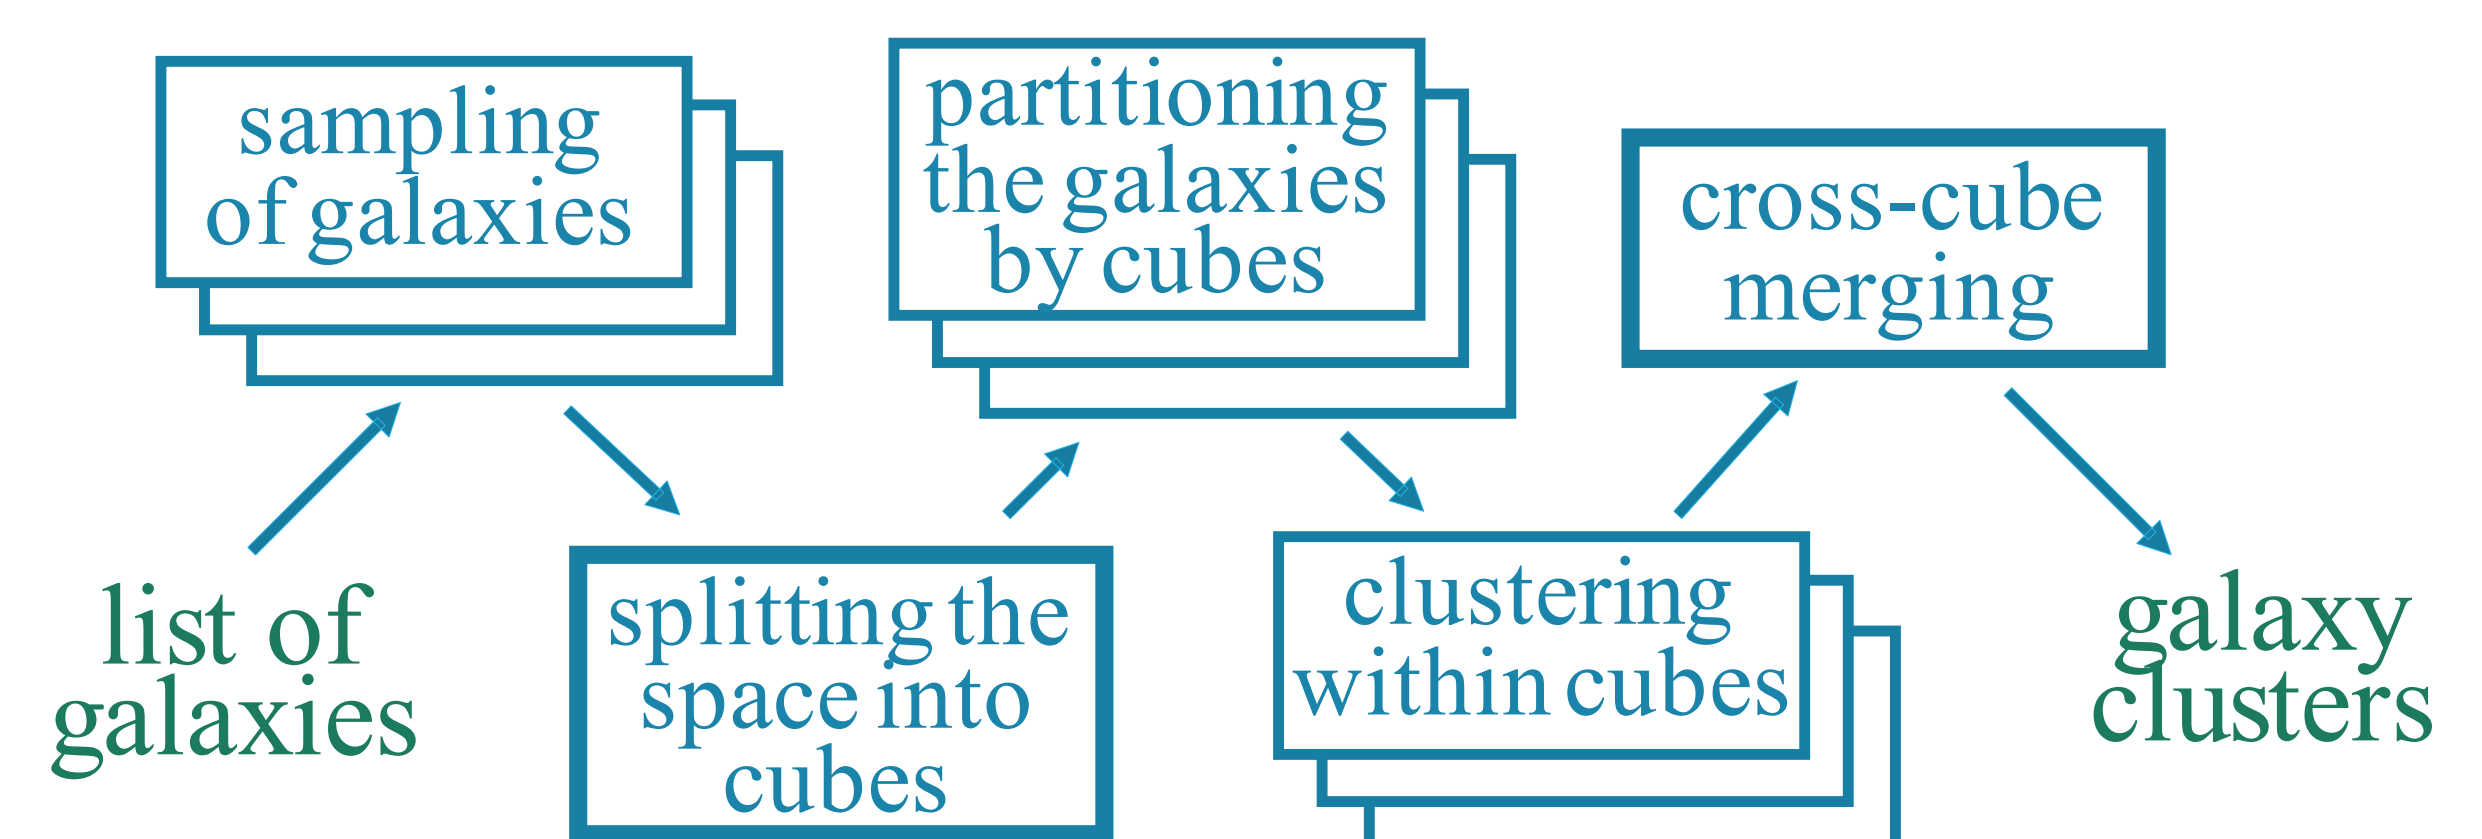 sampling
of galaxies
partitioning
the galaxies
by cubes
cross-cube
merging
list of
galaxies
splitting the
space into
cubes
clustering
within cubes
galaxy
clusters